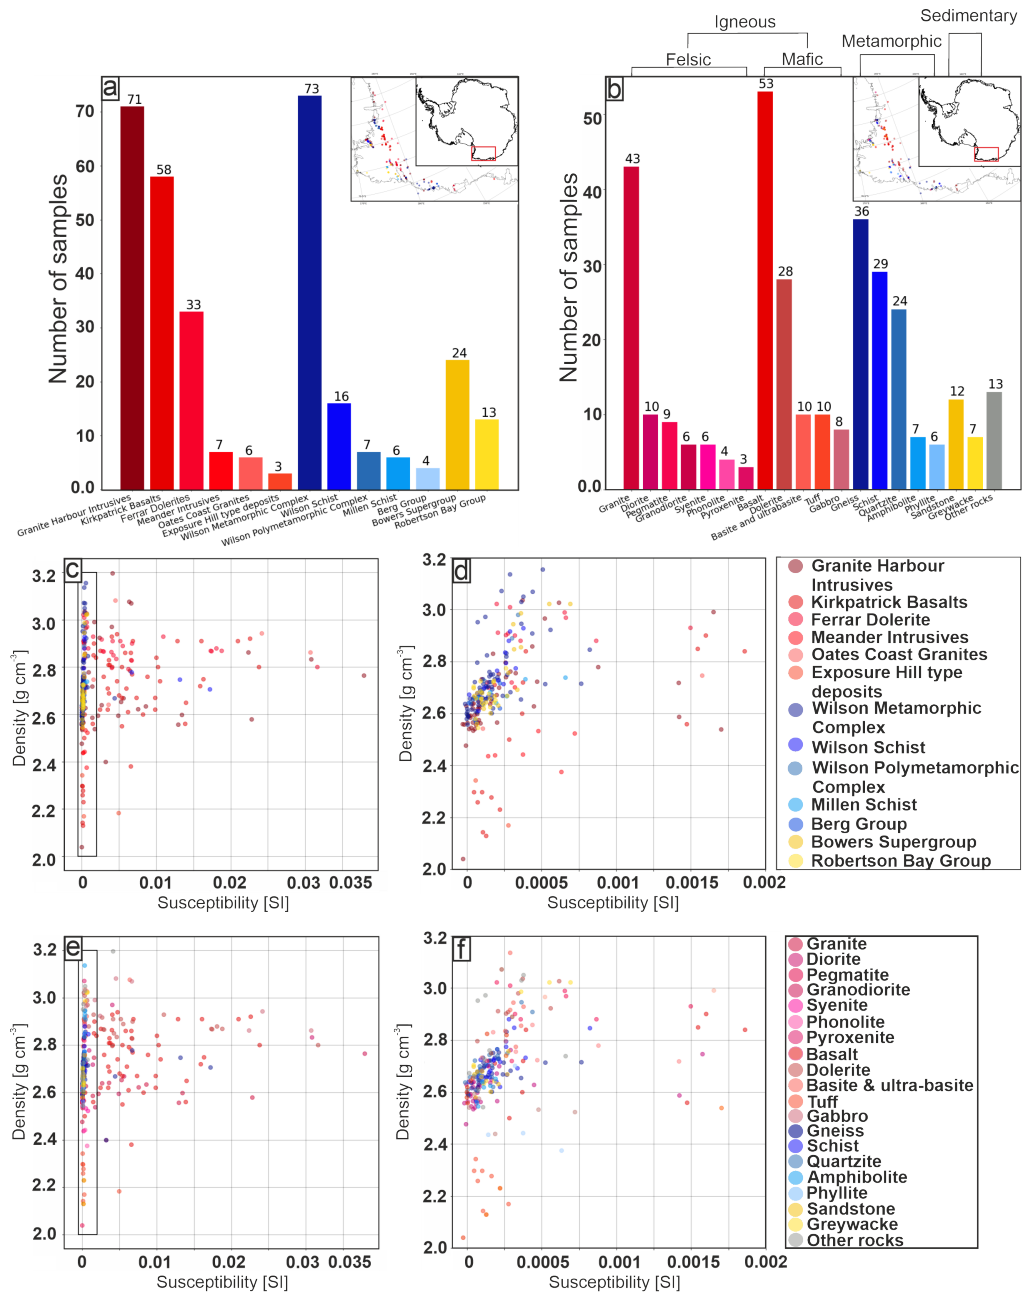 Sedimentary
Igneous
Metamorphic
Felsic
Mafic
a
Number of samples
70
60
50
40
30
20
10
0.0
71
58
33
7
6
3
73
16
7
6
4
24
13
Granite Harbour Intrusives
Kirkpatrick Basalts
Ferrar Dolerites
Meander Intrusives
Oates Coast Granites
Exposure Hill type deposits
Wilson Metamorphic Complex
Wilson Schist
Wilson Polymetamorphic Complex
Millen Schist
Berg Group
Bowers Supergroup
Robertson Bay Group
b
Number of samples
50
40
30
20
10
0.0
43
10
9
6
6
4
3
53
28
10
10
8
36
29
24
7
6
12
7
13
Granite
Diorite
Pegmatite
Granodiorite
Syenite
Phonolite
Pyroxenite
Basalt
Dolerite
Basite and ultrabasite
Tuff
Gabbro
Gneiss
Schist
Quartzite
Amphibolite
Phyllite
Sandstone
Greywacke
Other rocks
c
Density [g cm⁻³]
3.2
3.0
2.8
2.6
2.4
2.2
2.0
0 0.01 0.02 0.03 0.035
Susceptibility [SI]
d
Density [g cm⁻³]
3.2
3.0
2.8
2.6
2.4
2.2
2.0
0 0.0005 0.001 0.0015 0.002
Susceptibility [SI]
Granite Harbour
Intrusives
Kirkpatrick Basalts
Ferrar Dolerite
Meander Intrusives
Oates Coast Granites
Exposure Hill type
deposits
Wilson Metamorphic
Complex
Wilson Schist
Wilson Polymetamorphic
Complex
Millen Schist
Berg Group
Bowers Supergroup
Robertson Bay Group
e
Density [g cm⁻³]
3.2
3.0
2.8
2.6
2.4
2.2
2.0
0 0.01 0.02 0.03 0.035
Susceptibility [SI]
f
Density [g cm⁻³]
3.2
3.0
2.8
2.6
2.4
2.2
2.0
0 0.0005 0.001 0.0015 0.002
Susceptibility [SI]
Granite
Diorite
Pegmatite
Granodiorite
Syenite
Phonolite
Pyroxenite
Basalt
Dolerite
Basite & ultra-basite
Tuff
Gabbro
Gneiss
Schist
Quartzite
Amphibolite
Phyllite
Sandstone
Greywacke
Other rocks